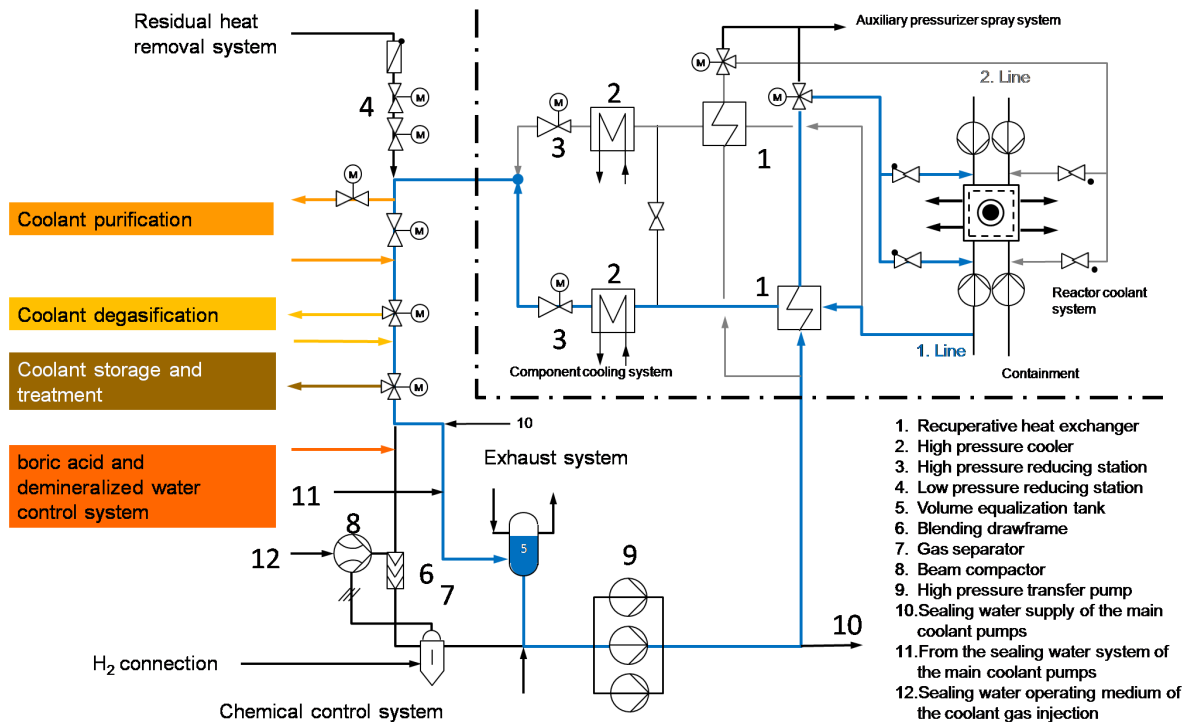 Residual heat
removal system
Auxiliary pressurizer spray system
M
M
2. Line
4
M
M
M
2
3
1
M
Coolant purification
M
M
2
1
3
Coolant degasification
M
Reactor coolant
system
1. Line
Coolant storage and
treatment
M
Component cooling system
Containment
10
boric acid and
demineralized water
control system
Exhaust system
11
8
12
5
6
7
9
10
H2 connection
Chemical control system
1. Recuperative heat exchanger
2. High pressure cooler
3. High pressure reducing station
4. Low pressure reducing station
5. Volume equalization tank
6. Blending drawframe
7. Gas separator
8. Beam compactor
9. High pressure transfer pump
10.Sealing water supply of the main
coolant pumps
11.From the sealing water system of
the main coolant pumps
12.Sealing water operating medium of
the coolant gas injection